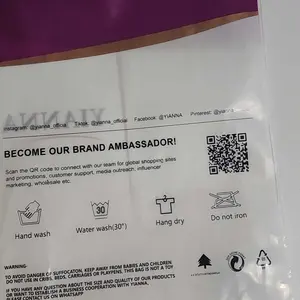 YIANNA
Instagram: @yianna_official Tiktok: @yianna_official Facebook: @YIANNA Pinterest: @yianna_official
BECOME OUR BRAND AMBASSADOR!
Scan the QR code to connect with our team for global shopping sites
and promotions, customer support, media outreach, influencer
marketing, wholesale etc.
30
Hand wash
Water wash(30°)
Hang dry
Do not iron
WARNING:
TO AVOID DANGER OF SUFFOCATION, KEEP AWAY FROM BABIES AND CHILDREN
DO NOT USE IN CRIBS, BEDS, CARRIAGES OR PLAYPENS, THIS BAG IS NOT A TOY
IF YOU HAVE ANY QUESTION ABOUT THE SIZE AND QUALITY OF OUR PRODUCTS
OR WANT TO ESTABLISH A BUSINESS COOPERATION WITH YIANNA,
PLEASE CONTACT US WHATSAPP